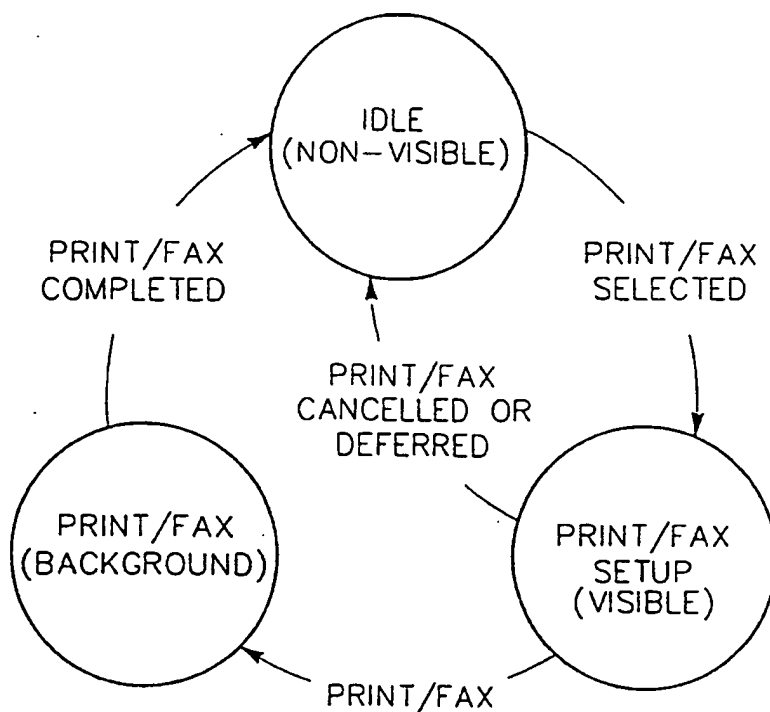 IDLE
(NON-VISIBLE)
PRINT/FAX
COMPLETED
PRINT/FAX
SELECTED
PRINT/FAX
CANCELLED OR
DEFERRED
PRINT/FAX
(BACKGROUND)
PRINT/FAX
SETUP
(VISIBLE)
PRINT/FAX